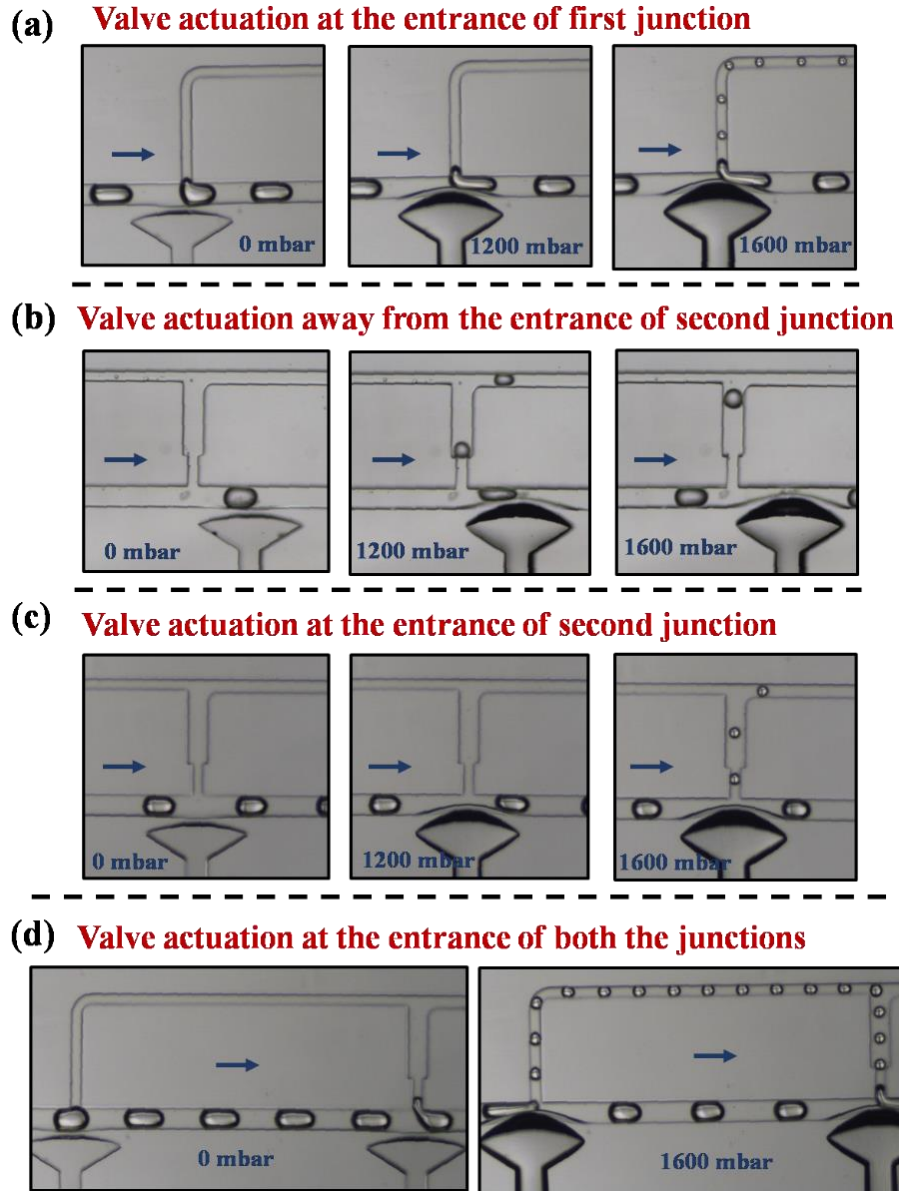 (a) Valve actuation at the entrance of first junction
0 mbar
1200 mbar
1600 mbar
(b) Valve actuation away from the entrance of second junction
0 mbar
1200 mbar
1600 mbar
(c) Valve actuation at the entrance of second junction
0 mbar
1200 mbar
1600 mbar
(d) Valve actuation at the entrance of both the junctions
0 mbar
1600 mbar